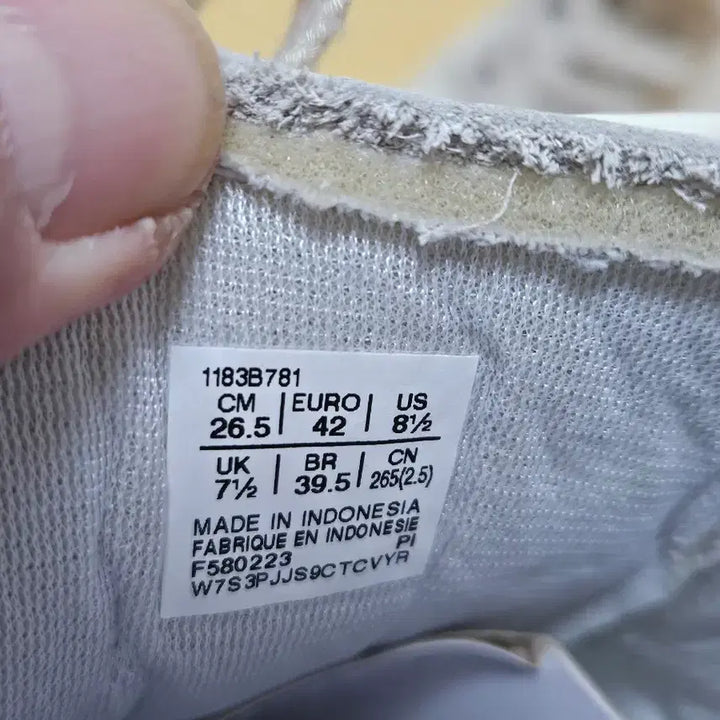 1183B781
CM | EURO | US
26.5 | 42 | 8½
UK | BR | CN
7½ | 39.5 | 265(2.5)
MADE IN INDONESIA
FABRIQUE EN INDONESIE
F580223 PI
W7S3PJJS9CTCVYR